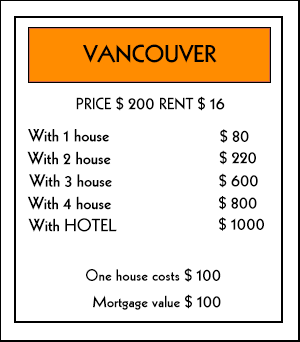 VANCOUVER
PRICE $ 200 RENT $ 16
With 1 house $ 80
With 2 house $ 220
With 3 house $ 600
With 4 house $ 800
With HOTEL $ 1000
One house costs $ 100
Mortgage value $ 100